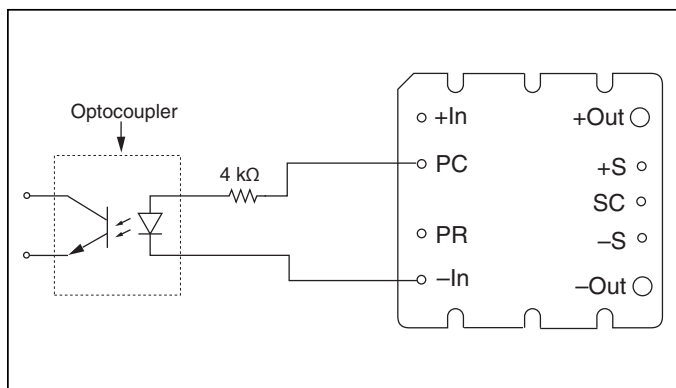 Optocoupler
4 kΩ
+In
PC
PR
–In
+Out
+S
SC
–S
–Out